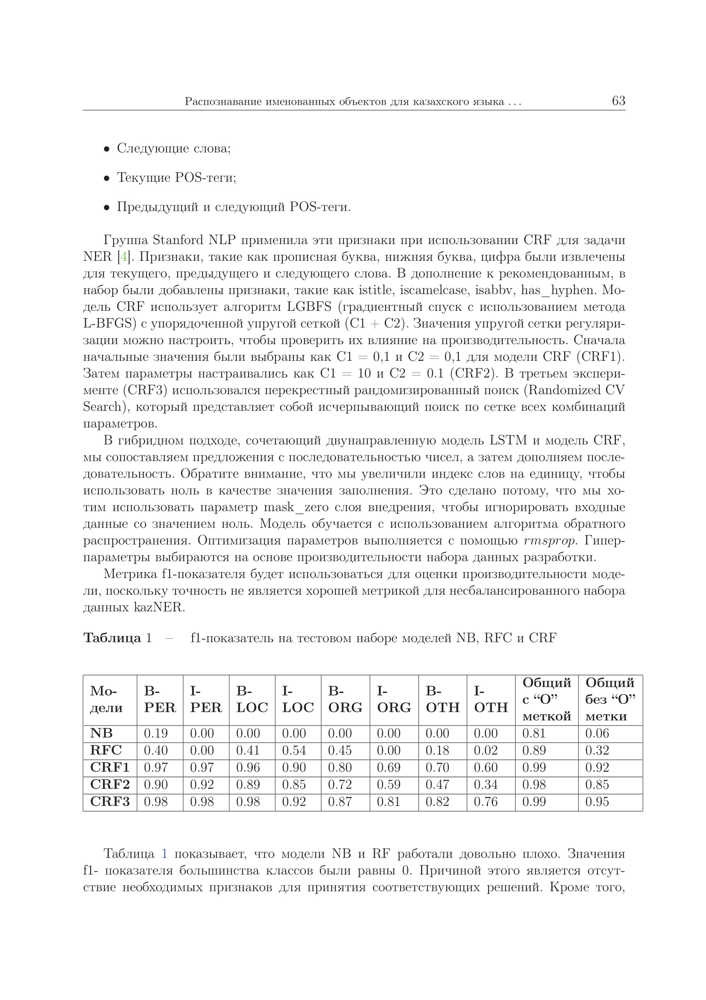 Распознавание именованных объектов для казахского языка ... 63
• Следующие слова;
• Текущие POS-теги;
• Предыдущий и следующий POS-теги.
Группа Stanford NLP применила эти признаки при использовании CRF для задачи
NER [4]. Признаки, такие как прописная буква, нижняя буква, цифра были извлечены
для текущего, предыдущего и следующего слова. В дополнение к рекомендованным, в
набор были добавлены признаки, такие как istitle, iscamelcase, isabbv, has_hyphen. Мо-
дель CRF использует алгоритм LGBFS (градиентный спуск с использованием метода
L-BFGS) с упорядоченной упругой сеткой (C1 + C2). Значения упругой сетки регуляри-
зации можно настроить, чтобы проверить их влияние на производительность. Сначала
начальные значения были выбраны как C1 = 0,1 и C2 = 0,1 для модели CRF (CRF1).
Затем параметры настраивались как C1 = 10 и C2 = 0.1 (CRF2). В третьем экспери-
менте (CRF3) использовался перекрестный рандомизированный поиск (Randomized CV
Search), который представляет собой исчерпывающий поиск по сетке всех комбинаций
параметров.
В гибридном подходе, сочетающий двунаправленную модель LSTM и модель CRF,
мы сопоставляем предложения с последовательностью чисел, а затем дополняем после-
довательность. Обратите внимание, что мы увеличили индекс слов на единицу, чтобы
использовать ноль в качестве значения заполнения. Это сделано потому, что мы хо-
тим использовать параметр mask_zero слоя внедрения, чтобы игнорировать входные
данные со значением ноль. Модель обучается с использованием алгоритма обратного
распространения. Оптимизация параметров выполняется с помощью rmsprop. Гипер-
параметры выбираются на основе производительности набора данных разработки.
Метрика f1-показателя будет использоваться для оценки производительности моде-
ли, поскольку точность не является хорошей метрикой для несбалансированного набора
данных kazNER.
Таблица 1 – f1-показатель на тестовом наборе моделей NB, RFC и CRF
Мо-дели B-PER I-PER B-LOC I-LOC B-ORG I-ORG B-OTH I-OTH Общий с “О” меткой Общий без “О” метки
NB 0.19 0.00 0.00 0.00 0.00 0.00 0.00 0.00 0.81 0.06
RFC 0.40 0.00 0.41 0.54 0.45 0.00 0.18 0.02 0.89 0.32
CRF1 0.97 0.97 0.96 0.90 0.80 0.69 0.70 0.60 0.99 0.92
CRF2 0.90 0.92 0.89 0.85 0.72 0.59 0.47 0.34 0.98 0.85
CRF3 0.98 0.98 0.98 0.92 0.87 0.81 0.82 0.76 0.99 0.95
Таблица 1 показывает, что модели NB и RF работали довольно плохо. Значения
f1- показателя большинства классов были равны 0. Причиной этого является отсут-
ствие необходимых признаков для принятия соответствующих решений. Кроме того,